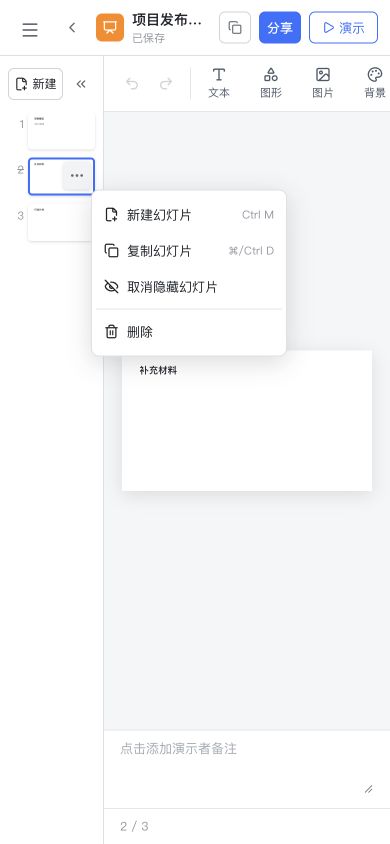 项目发布...
已保存
分享
演示
新建
文本
图形
图片
背景
1
2
3
新建幻灯片 Ctrl M
复制幻灯片 ⌘/Ctrl D
取消隐藏幻灯片
删除
补充材料
点击添加演示者备注
2 / 3